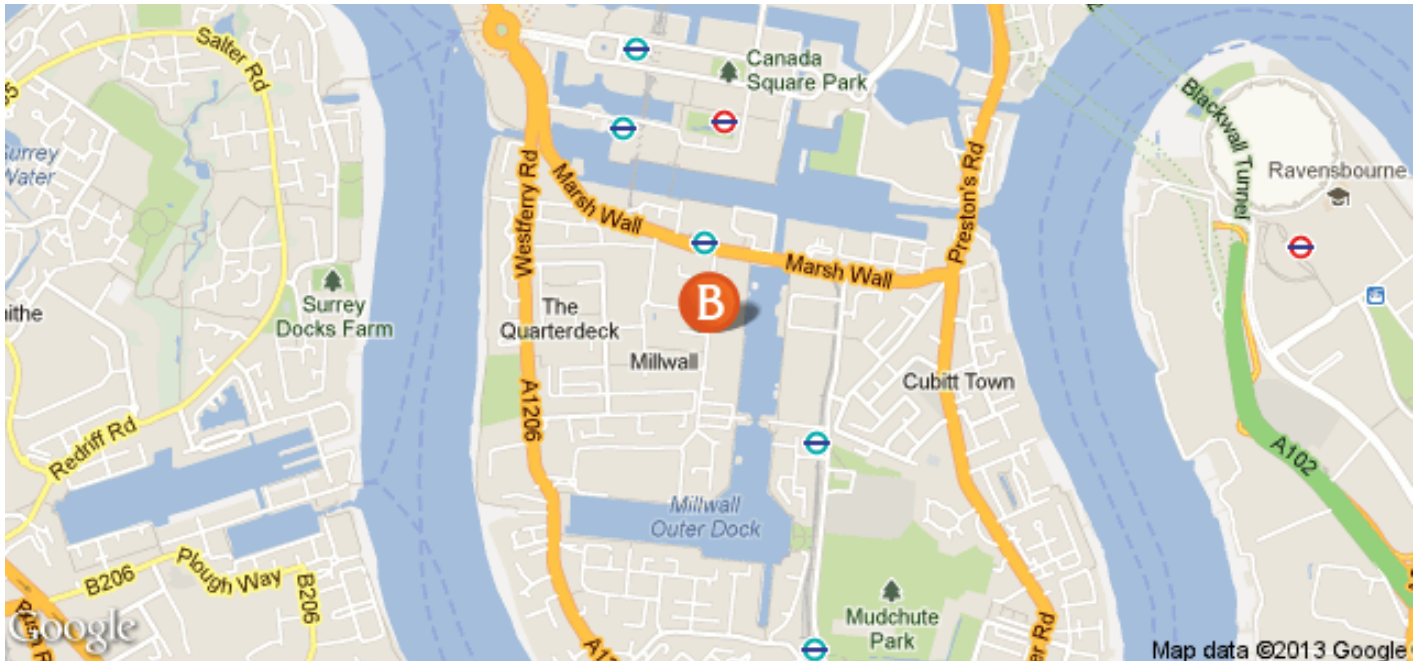 Salter Rd
Canada
Square Park
Blackwall Tunnel
Surrey
Water
Ravensbourne
Westferry Rd
Marsh Wall
Preston's Rd
Marsh Wall
Surrey
Docks Farm
The
Quarterdeck
B
Millwall
Cubitt Town
A1206
Redriff Rd
A102
Millwall
Outer Dock
Plough Way
B206
B206
Mudchute
Park
Google
Map data ©2013 Google